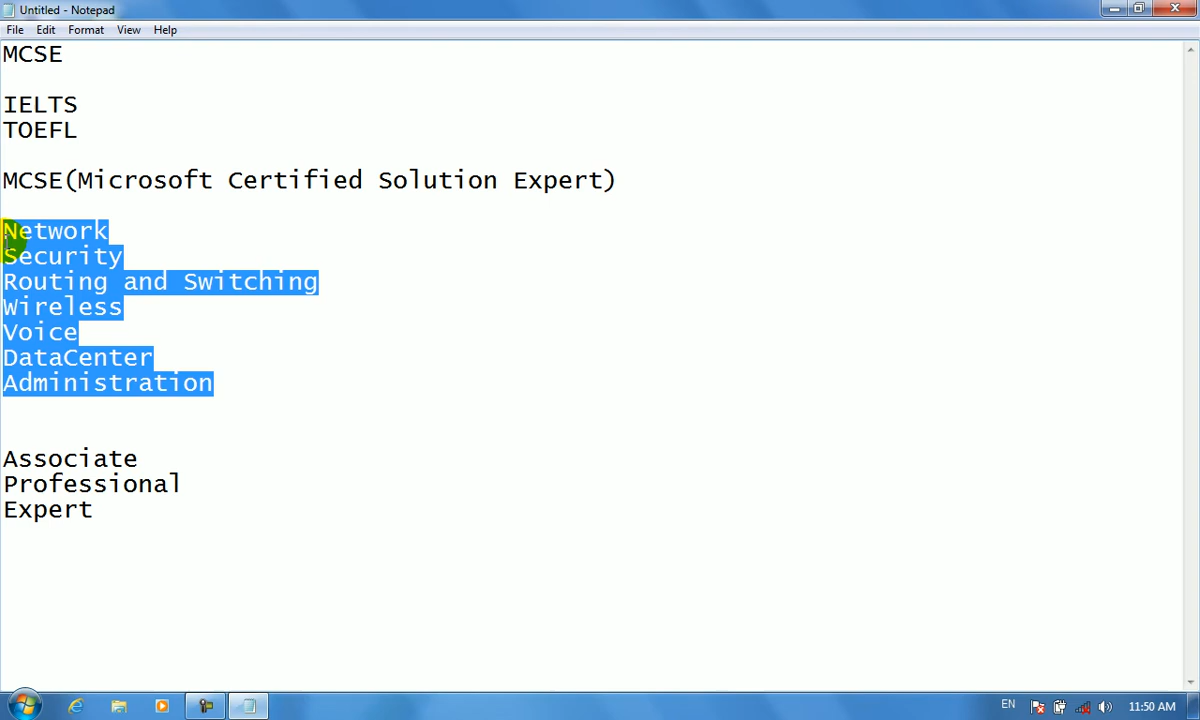 Untitled - Notepad
File Edit Format View Help
MCSE
IELTS
TOEFL
MCSE(Microsoft Certified Solution Expert)
Network
Security
Routing and Switching
Wireless
Voice
DataCenter
Administration
Associate
Professional
Expert
EN 11:50 AM